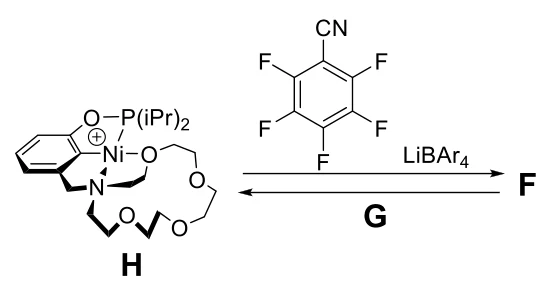 CN
F F
F F
F
O P(iPr)₂
⊕
Ni O
N O
O O
H
LiBAr₄
G
F